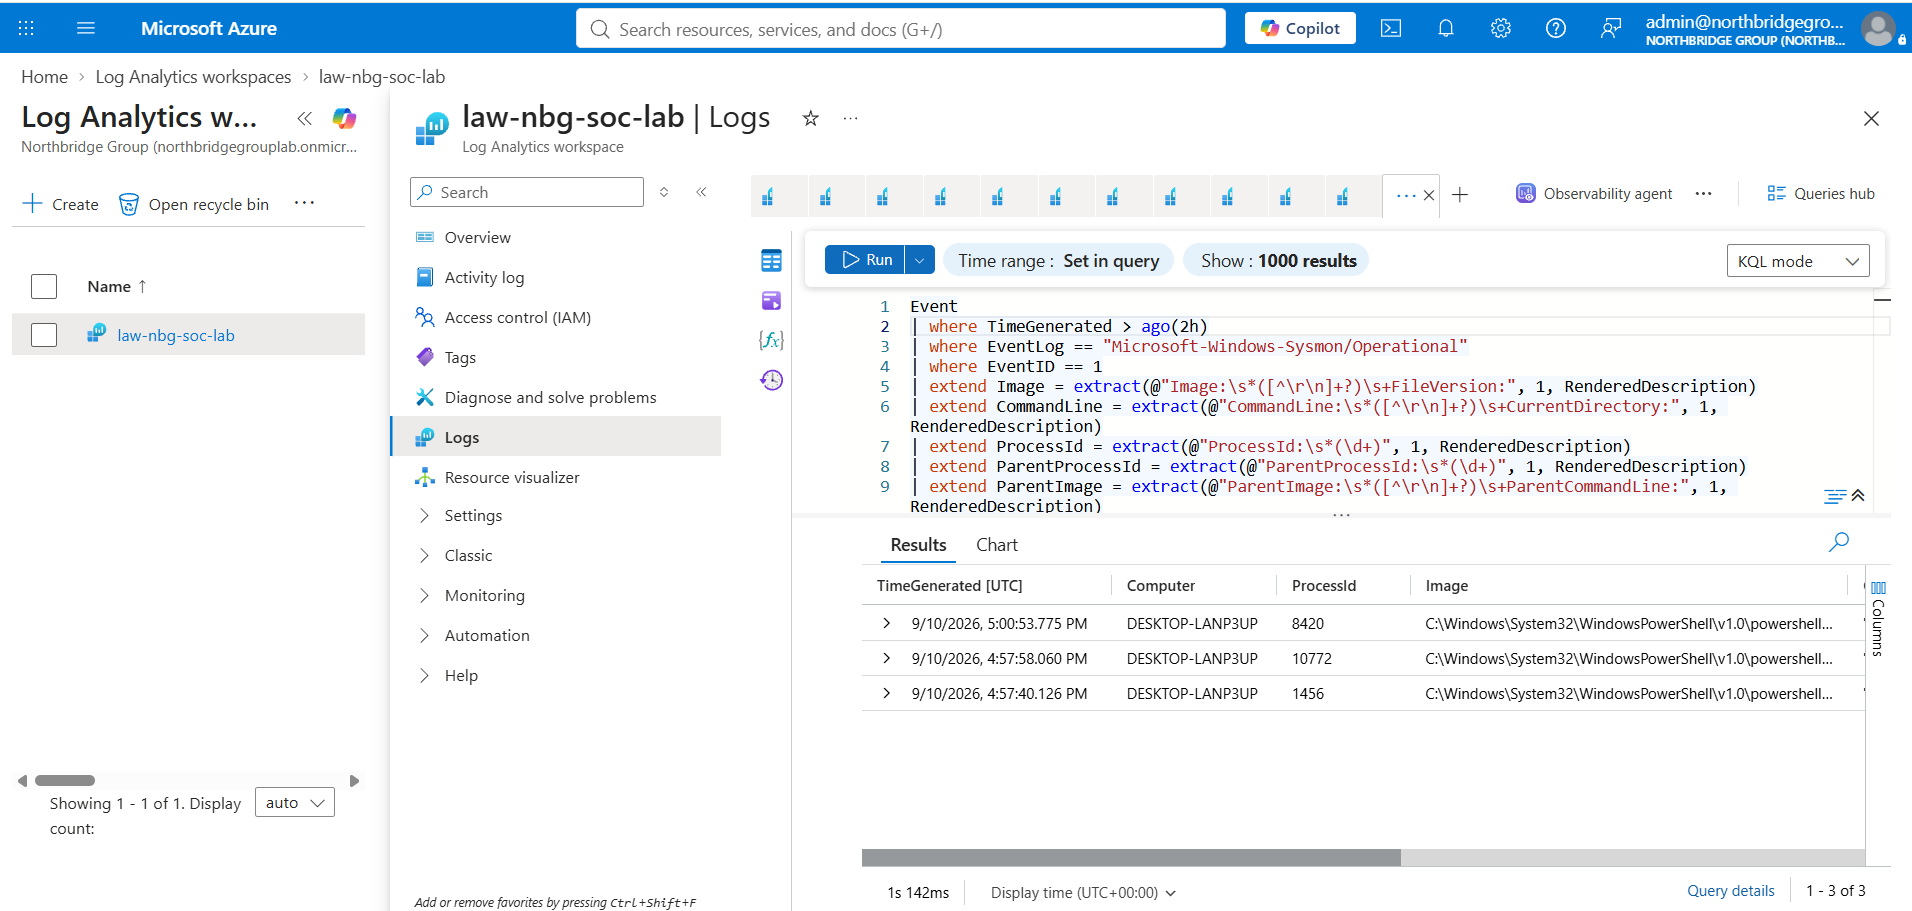 Microsoft Azure
Search resources, services, and docs (G+/)
Copilot
admin@northbridgegro...
NORTHBRIDGE GROUP (NORTHB...
Home > Log Analytics workspaces > law-nbg-soc-lab
Log Analytics w...
Northbridge Group (northbridgegrouplab.onmicr...
Create
Open recycle bin
Name ↑
law-nbg-soc-lab
Showing 1 - 1 of 1. Display
count:
auto
law-nbg-soc-lab | Logs
Log Analytics workspace
Search
Overview
Activity log
Access control (IAM)
Tags
Diagnose and solve problems
Logs
Resource visualizer
Settings
Classic
Monitoring
Automation
Help
Add or remove favorites by pressing Ctrl+Shift+F
Observability agent
Queries hub
Run
Time range : Set in query
Show : 1000 results
KQL mode
1 Event
2 | where TimeGenerated > ago(2h)
3 | where EventLog == "Microsoft-Windows-Sysmon/Operational"
4 | where EventID == 1
5 | extend Image = extract(@"Image:\s*([^\r\n]+?)\s+FileVersion:", 1, RenderedDescription)
6 | extend CommandLine = extract(@"CommandLine:\s*([^\r\n]+?)\s+CurrentDirectory:", 1,
RenderedDescription)
7 | extend ProcessId = extract(@"ProcessId:\s*(\d+)", 1, RenderedDescription)
8 | extend ParentProcessId = extract(@"ParentProcessId:\s*(\d+)", 1, RenderedDescription)
9 | extend ParentImage = extract(@"ParentImage:\s*([^\r\n]+?)\s+ParentCommandLine:", 1,
RenderedDescription)
Results
Chart
TimeGenerated [UTC] Computer ProcessId Image
9/10/2026, 5:00:53.775 PM DESKTOP-LANP3UP 8420 C:\Windows\System32\WindowsPowerShell\v1.0\powershell...
9/10/2026, 4:57:58.060 PM DESKTOP-LANP3UP 10772 C:\Windows\System32\WindowsPowerShell\v1.0\powershell...
9/10/2026, 4:57:40.126 PM DESKTOP-LANP3UP 1456 C:\Windows\System32\WindowsPowerShell\v1.0\powershell...
Columns
1s 142ms
Display time (UTC+00:00)
Query details
1 - 3 of 3